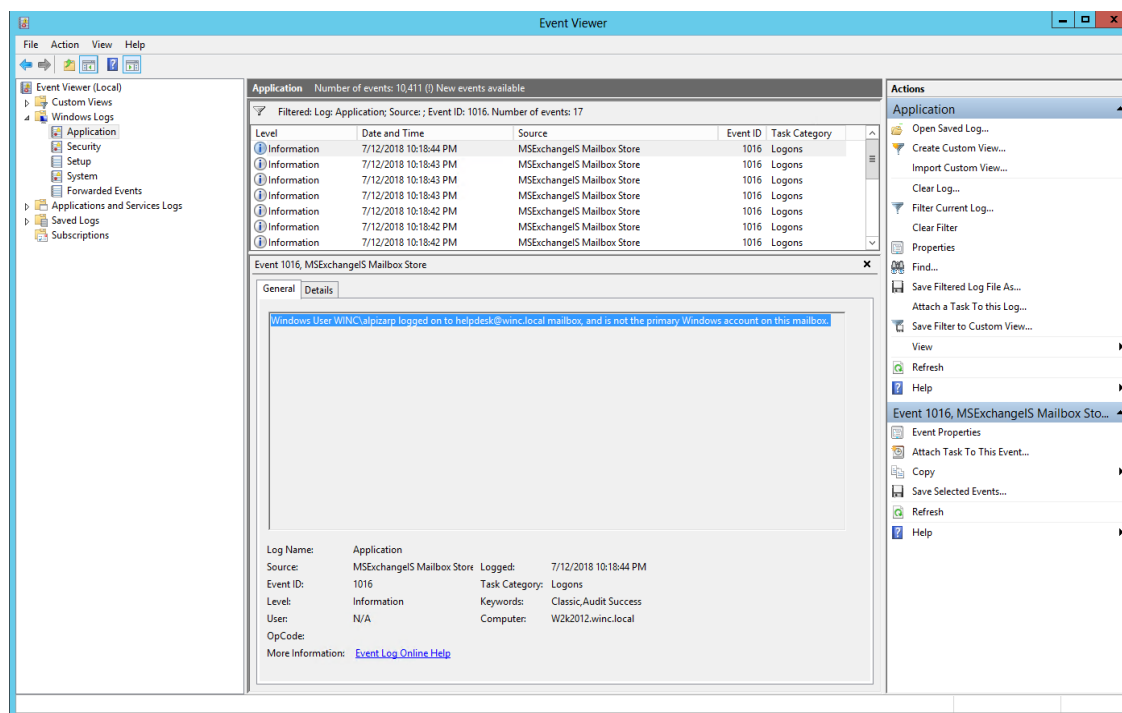 Event Viewer
File Action View Help
Event Viewer (Local)
Custom Views
Windows Logs
Application
Security
Setup
System
Forwarded Events
Applications and Services Logs
Saved Logs
Subscriptions
Application Number of events: 10,411 (!) New events available
Filtered: Log: Application; Source: ; Event ID: 1016. Number of events: 17
Level Date and Time Source Event ID Task Category
Information 7/12/2018 10:18:44 PM MSExchangeIS Mailbox Store 1016 Logons
Information 7/12/2018 10:18:43 PM MSExchangeIS Mailbox Store 1016 Logons
Information 7/12/2018 10:18:43 PM MSExchangeIS Mailbox Store 1016 Logons
Information 7/12/2018 10:18:43 PM MSExchangeIS Mailbox Store 1016 Logons
Information 7/12/2018 10:18:42 PM MSExchangeIS Mailbox Store 1016 Logons
Information 7/12/2018 10:18:42 PM MSExchangeIS Mailbox Store 1016 Logons
Information 7/12/2018 10:18:42 PM MSExchangeIS Mailbox Store 1016 Logons
Event 1016, MSExchangeIS Mailbox Store
General Details
Windows User WINC\alpizarp logged on to helpdesk@winc.local mailbox, and is not the primary Windows account on this mailbox.
Log Name: Application
Source: MSExchangeIS Mailbox Store Logged: 7/12/2018 10:18:44 PM
Event ID: 1016 Task Category: Logons
Level: Information Keywords: Classic,Audit Success
User: N/A Computer: W2k2012.winc.local
OpCode:
More Information: Event Log Online Help
Actions
Application
Open Saved Log...
Create Custom View...
Import Custom View...
Clear Log...
Filter Current Log...
Clear Filter
Properties
Find...
Save Filtered Log File As...
Attach a Task To this Log...
Save Filter to Custom View...
View
Refresh
Help
Event 1016, MSExchangeIS Mailbox Sto...
Event Properties
Attach Task To This Event...
Copy
Save Selected Events...
Refresh
Help